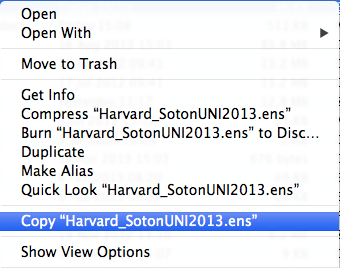 Open
Open With
Move to Trash
Get Info
Compress “Harvard_SotonUNI2013.ens”
Burn “Harvard_SotonUNI2013.ens” to Disc...
Duplicate
Make Alias
Quick Look “Harvard_SotonUNI2013.ens”
Copy “Harvard_SotonUNI2013.ens”
Show View Options